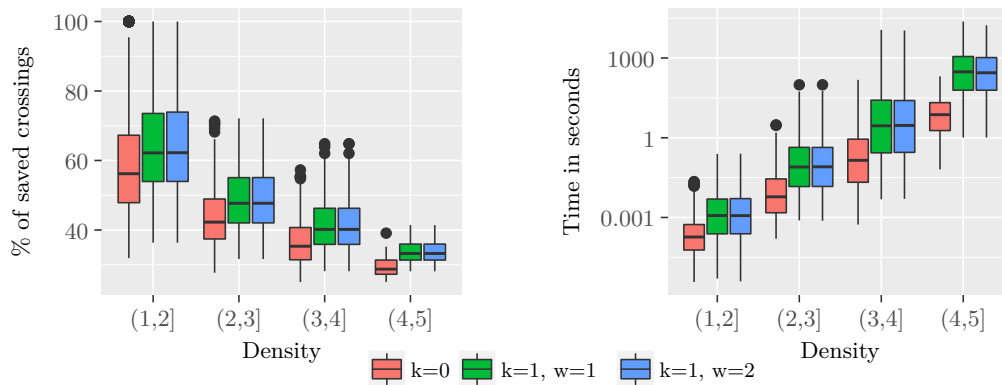 % of saved crossings
100
80
60
40
(1,2] (2,3] (3,4] (4,5]
Density
Time in seconds
1000
1
0.001
(1,2] (2,3] (3,4] (4,5]
Density
k=0 k=1, w=1 k=1, w=2